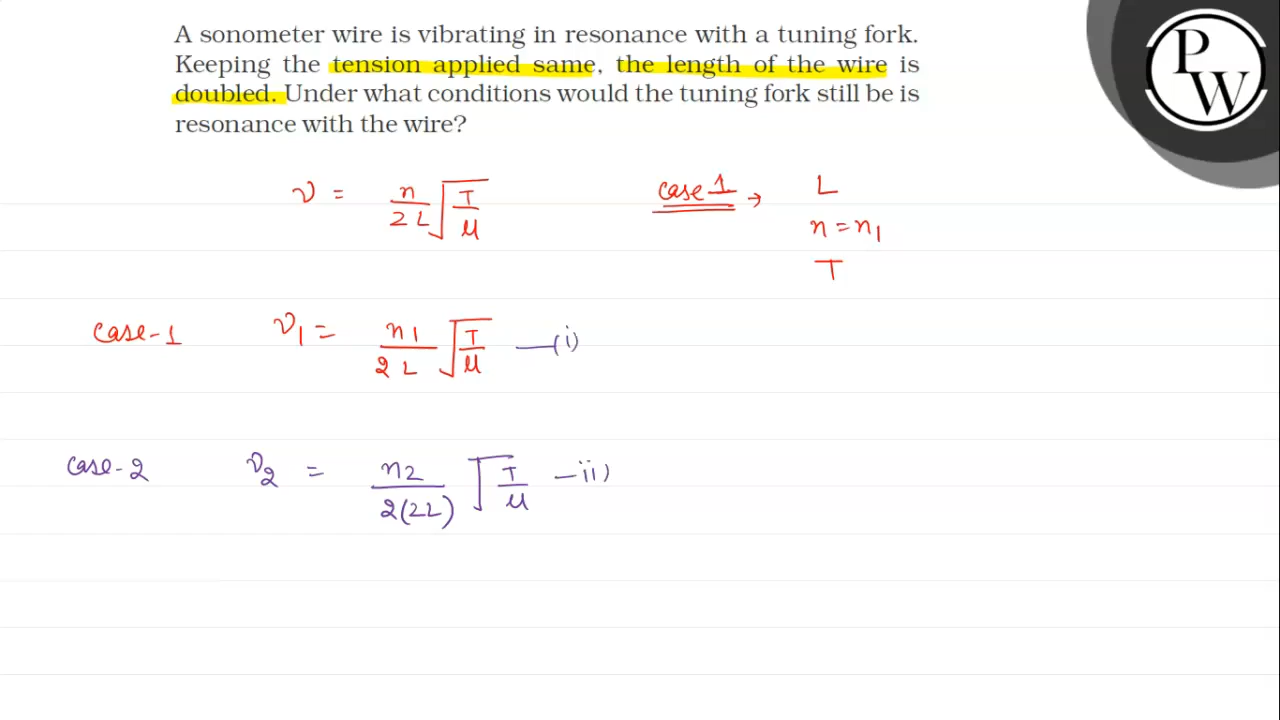 A sonometer wire is vibrating in resonance with a tuning fork.
Keeping the tension applied same, the length of the wire is
doubled. Under what conditions would the tuning fork still be is
resonance with the wire?
PW
ν = n/2L √(T/μ)
Case 1 → L
n = n₁
T
Case-1 ν₁ = n₁/2L √(T/μ) —(i)
Case-2 ν₂ = n₂/2(2L) √(T/μ) —ii)